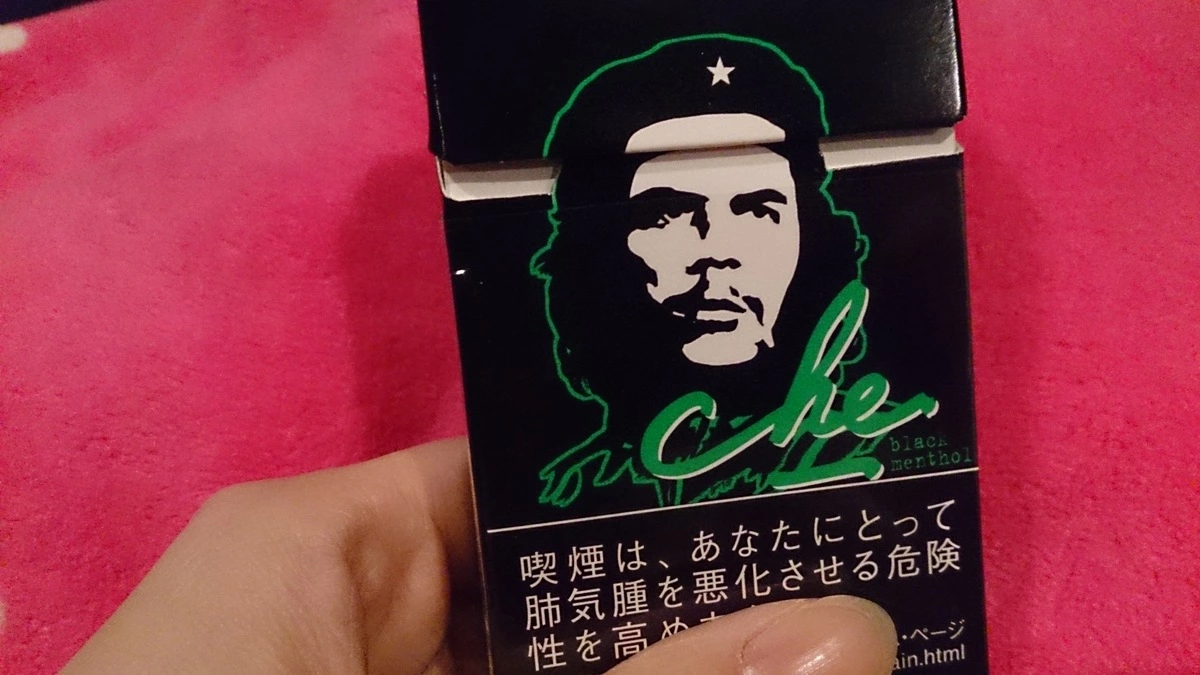 che
black
menthol
喫煙は、あなたにとって
肺気腫を悪化させる危険
性を高めま
・ページ
ain.html